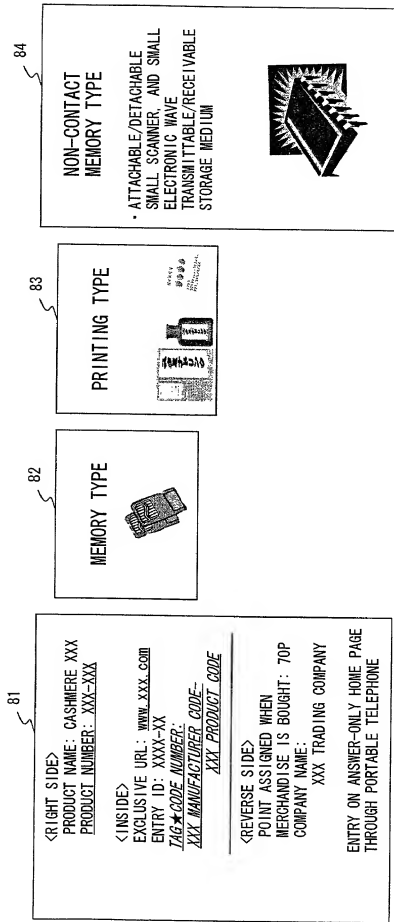 81
<RIGHT SIDE>
PRODUCT NAME: CASHMERE XXX
PRODUCT NUMBER: XXX-XXX
<INSIDE>
EXCLUSIVE URL: www.xxx.com
ENTRY ID: XXXX-XX
TAG★CODE NUMBER:
XXX MANUFACTURER CODE-
XXX PRODUCT CODE
<REVERSE SIDE>
POINT ASSIGNED WHEN
MERCHANDISE IS BOUGHT: 70P
COMPANY NAME:
XXX TRADING COMPANY
ENTRY ON ANSWER-ONLY HOME PAGE
THROUGH PORTABLE TELEPHONE
82
MEMORY TYPE
83
PRINTING TYPE
84
NON-CONTACT
MEMORY TYPE
・ATTACHABLE/DETACHABLE
SMALL SCANNER, AND SMALL
ELECTRONIC WAVE
TRANSMITTABLE/RECEIVABLE
STORAGE MEDIUM